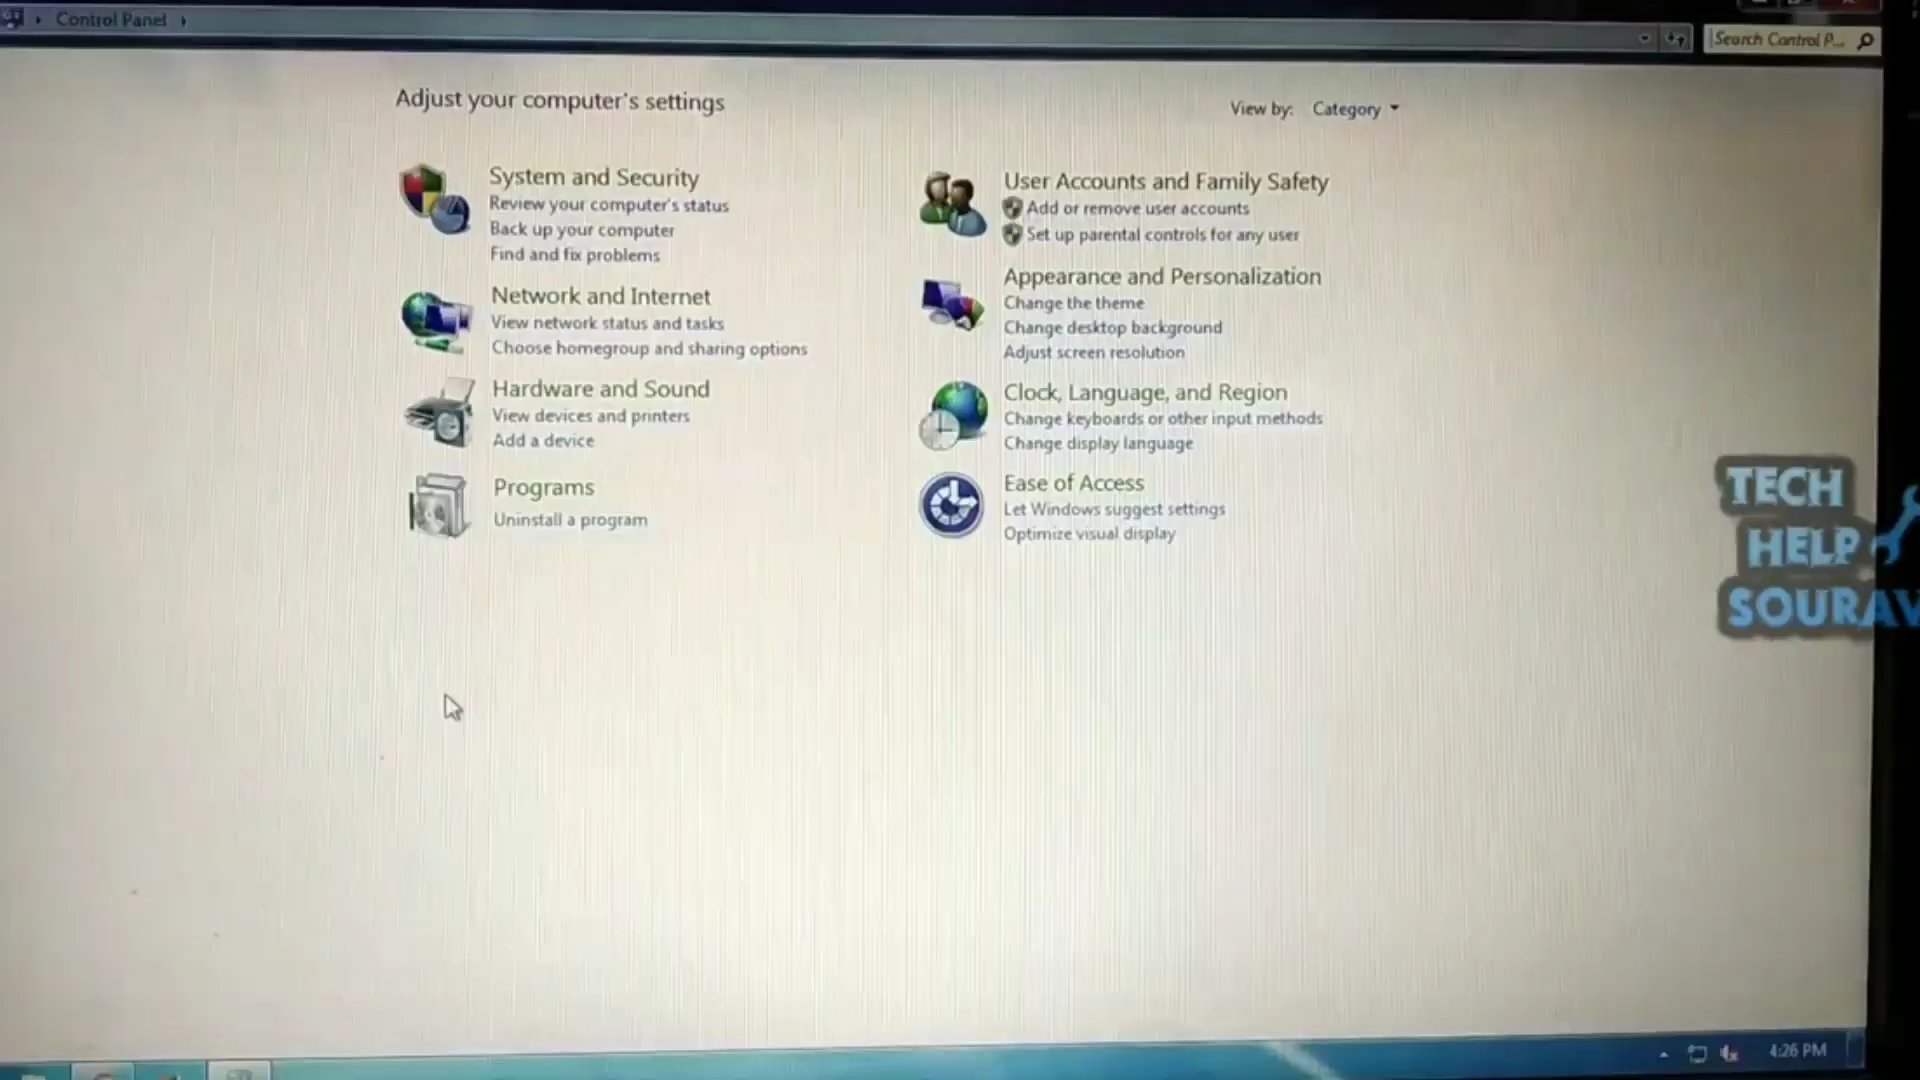 Control Panel
Search Control P...
Adjust your computer's settings
View by: Category
System and Security
Review your computer's status
Back up your computer
Find and fix problems
Network and Internet
View network status and tasks
Choose homegroup and sharing options
Hardware and Sound
View devices and printers
Add a device
Programs
Uninstall a program
User Accounts and Family Safety
Add or remove user accounts
Set up parental controls for any user
Appearance and Personalization
Change the theme
Change desktop background
Adjust screen resolution
Clock, Language, and Region
Change keyboards or other input methods
Change display language
Ease of Access
Let Windows suggest settings
Optimize visual display
TECH
HELP
SOURAV
4:26 PM